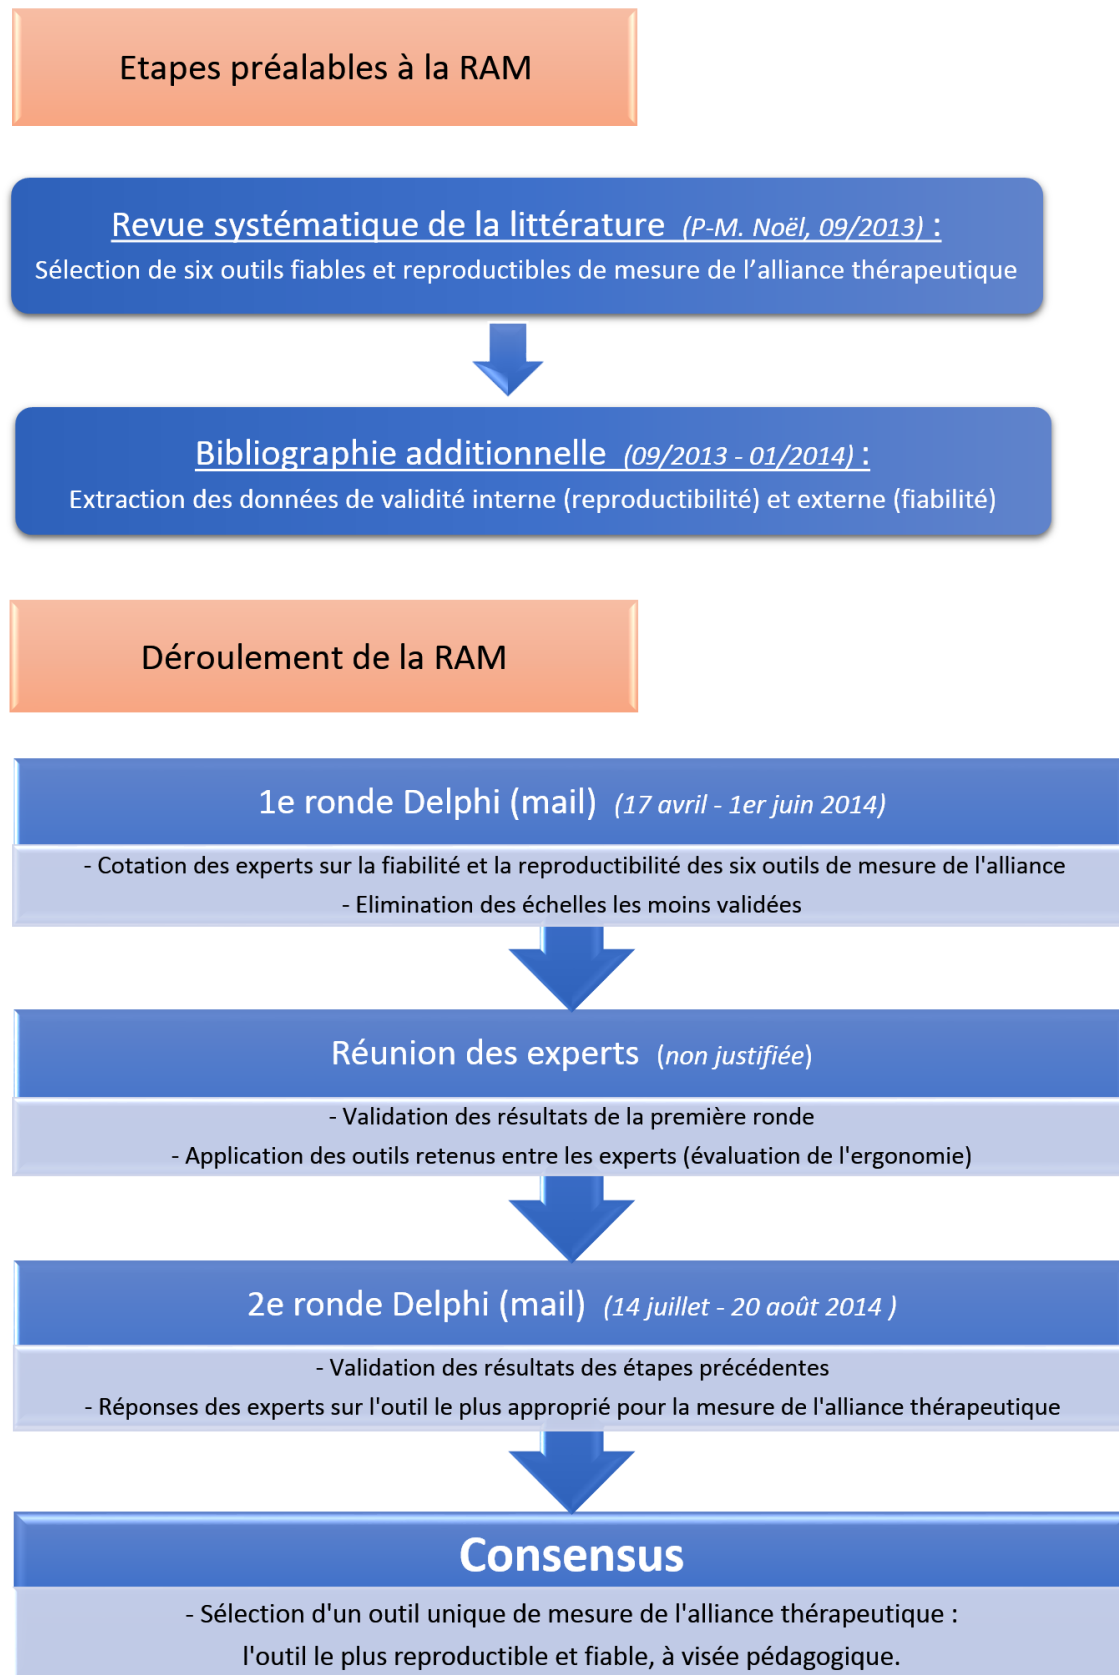 Etapes préalables à la RAM
Revue systématique de la littérature (P-M. Noël, 09/2013) :
Sélection de six outils fiables et reproductibles de mesure de l’alliance thérapeutique
Bibliographie additionnelle (09/2013 - 01/2014) :
Extraction des données de validité interne (reproductibilité) et externe (fiabilité)
Déroulement de la RAM
1e ronde Delphi (mail) (17 avril - 1er juin 2014)
- Cotation des experts sur la fiabilité et la reproductibilité des six outils de mesure de l'alliance
- Elimination des échelles les moins validées
Réunion des experts (non justifiée)
- Validation des résultats de la première ronde
- Application des outils retenus entre les experts (évaluation de l'ergonomie)
2e ronde Delphi (mail) (14 juillet - 20 août 2014 )
- Validation des résultats des étapes précédentes
- Réponses des experts sur l'outil le plus approprié pour la mesure de l'alliance thérapeutique
Consensus
- Sélection d'un outil unique de mesure de l'alliance thérapeutique :
l'outil le plus reproductible et fiable, à visée pédagogique.